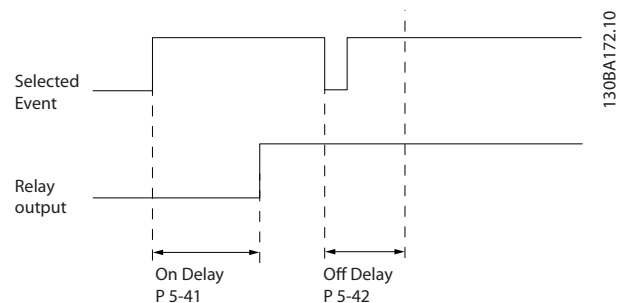 Selected
Event
Relay
output
On Delay
P 5-41
Off Delay
P 5-42
130BA172.10